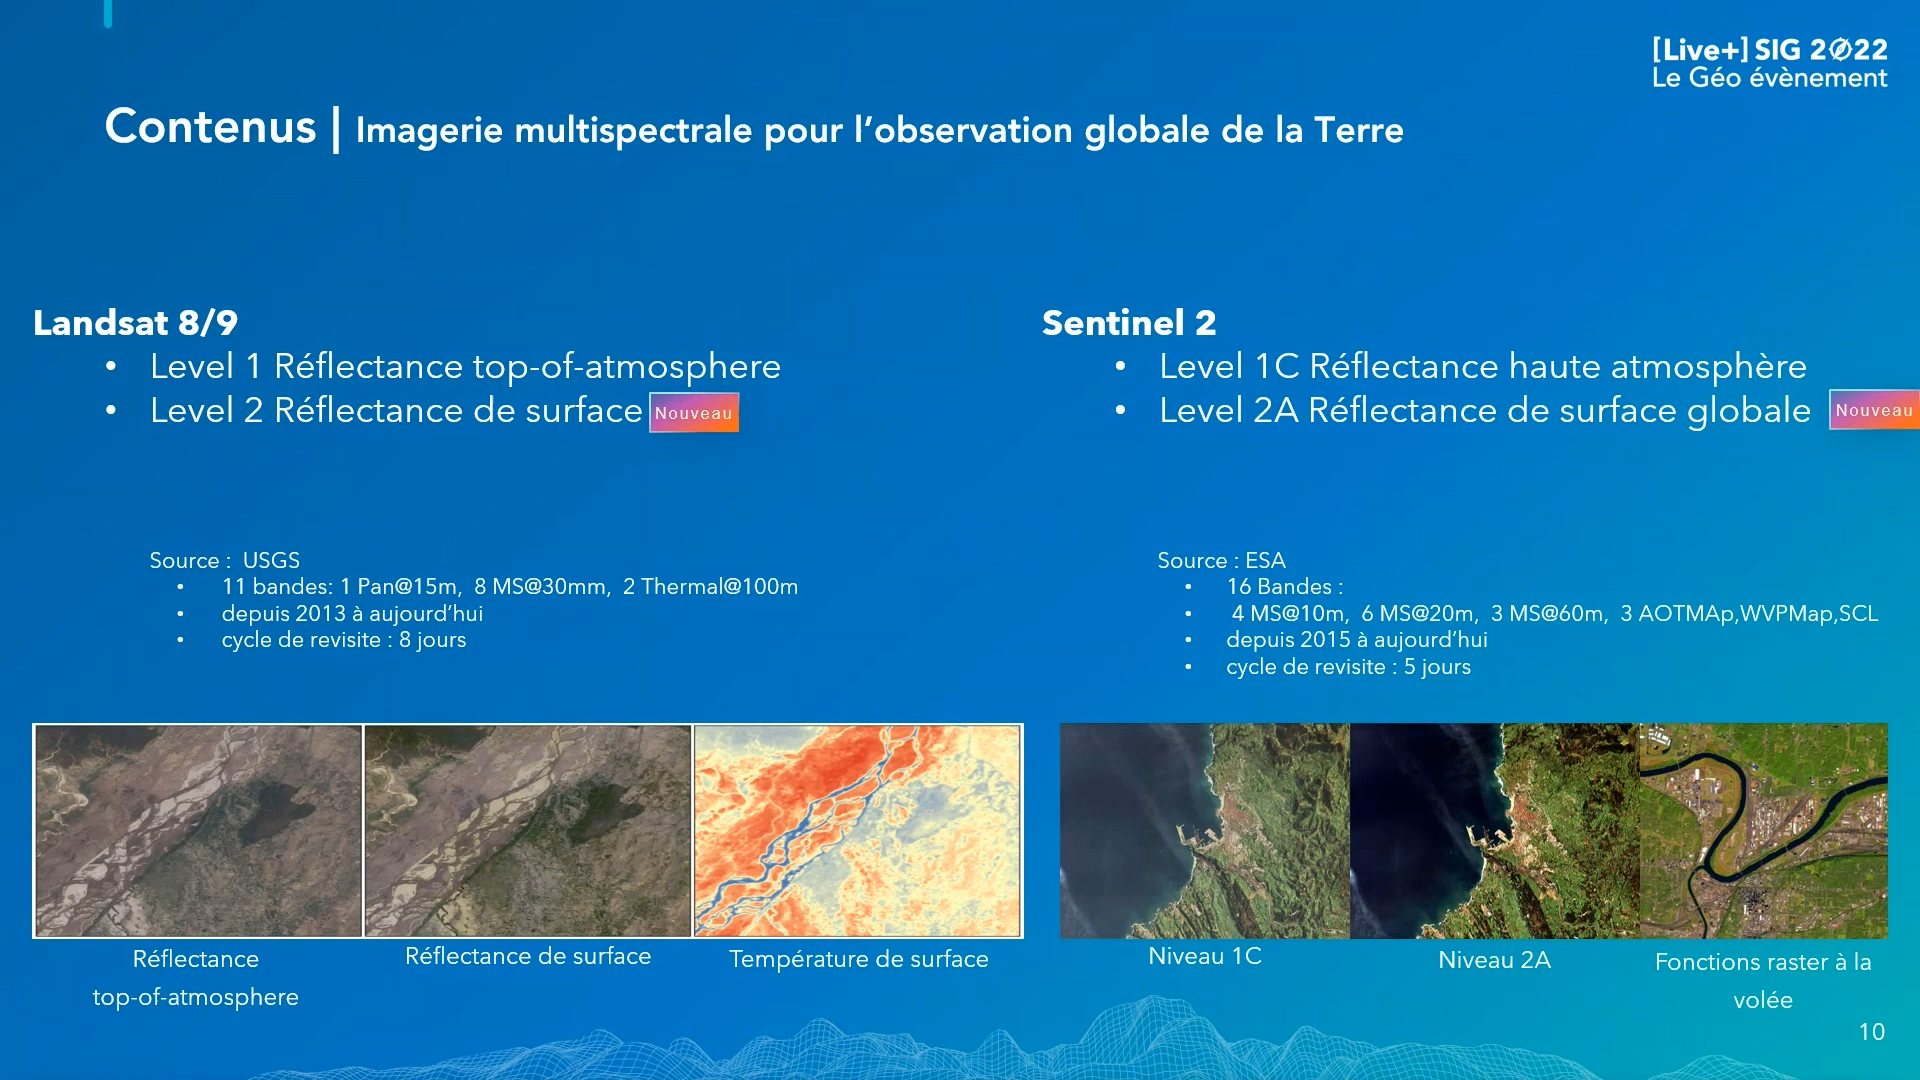 [Live+] SIG 2022
Le Géo évènement
Contenus | Imagerie multispectrale pour l’observation globale de la Terre
Landsat 8/9
• Level 1 Réflectance top-of-atmosphere
• Level 2 Réflectance de surface Nouveau
Source : USGS
• 11 bandes: 1 Pan@15m, 8 MS@30mm, 2 Thermal@100m
• depuis 2013 à aujourd’hui
• cycle de revisite : 8 jours
Réflectance
top-of-atmosphere
Réflectance de surface
Température de surface
Sentinel 2
• Level 1C Réflectance haute atmosphère
• Level 2A Réflectance de surface globale Nouveau
Source : ESA
• 16 Bandes :
• 4 MS@10m, 6 MS@20m, 3 MS@60m, 3 AOTMAp,WVPMap,SCL
• depuis 2015 à aujourd’hui
• cycle de revisite : 5 jours
Niveau 1C
Niveau 2A
Fonctions raster à la
volée
10